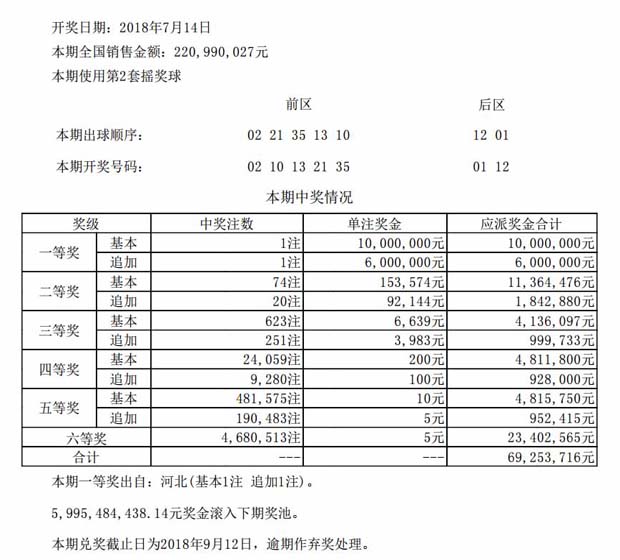 开奖日期：2018年7月14日
本期全国销售金额：220,990,027元
本期使用第2套摇奖球
前区 后区
本期出球顺序： 02 21 35 13 10 12 01
本期开奖号码： 02 10 13 21 35 01 12
本期中奖情况
奖级 中奖注数 单注奖金 应派奖金合计
一等奖 基本 1注 10,000,000元 10,000,000元
追加 1注 6,000,000元 6,000,000元
二等奖 基本 74注 153,574元 11,364,476元
追加 20注 92,144元 1,842,880元
三等奖 基本 623注 6,639元 4,136,097元
追加 251注 3,983元 999,733元
四等奖 基本 24,059注 200元 4,811,800元
追加 9,280注 100元 928,000元
五等奖 基本 481,575注 10元 4,815,750元
追加 190,483注 5元 952,415元
六等奖 4,680,513注 5元 23,402,565元
合计 --- --- 69,253,716元
本期一等奖出自：河北(基本1注 追加1注)。
5,995,484,438.14元奖金滚入下期奖池。
本期兑奖截止日为2018年9月12日，逾期作弃奖处理。